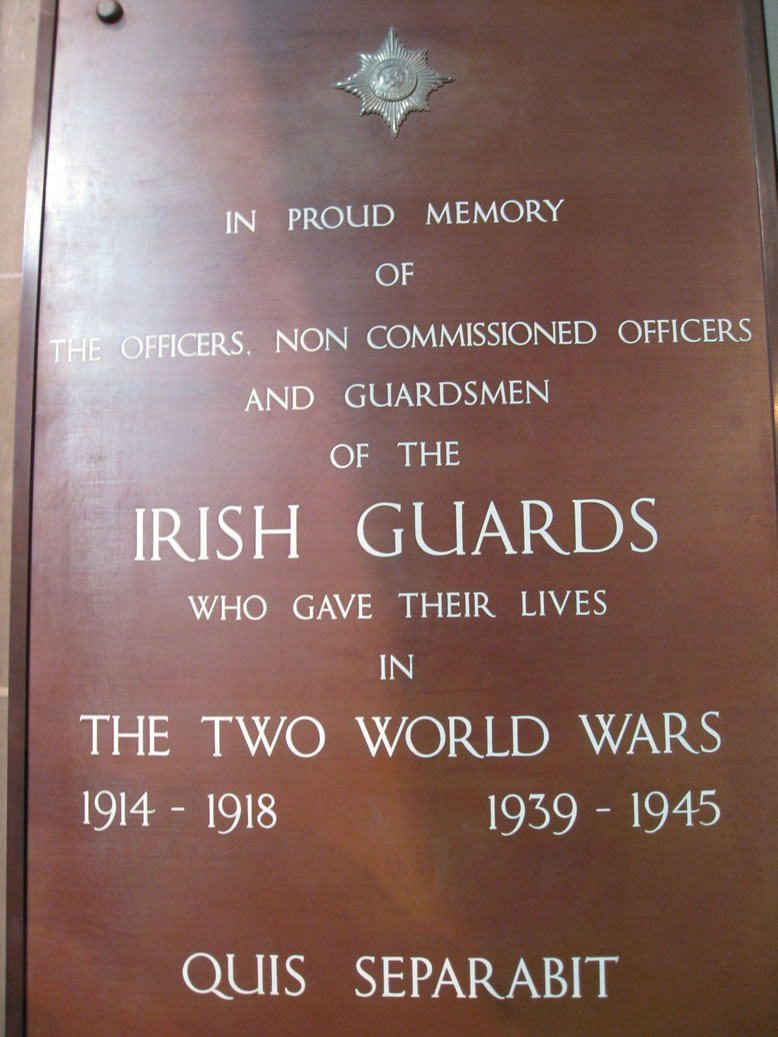 IN PROUD MEMORY
OF
THE OFFICERS, NON COMMISSIONED OFFICERS
AND GUARDSMEN
OF THE
IRISH GUARDS
WHO GAVE THEIR LIVES
IN
THE TWO WORLD WARS
1914 - 1918 1939 - 1945
QUIS SEPARABIT